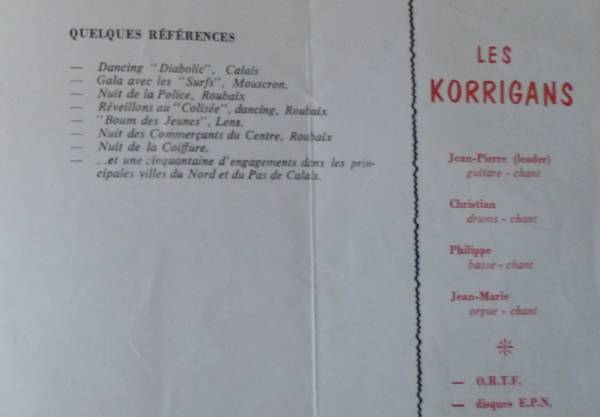 QUELQUES RÉFÉRENCES
— Dancing "Diabolic", Calais
— Gala avec les "Surfs", Mouscron.
— Nuit de la Police, Roubaix
— Réveillons au "Colisée", dancing, Roubaix
— "Boum des Jeunes", Lens.
— Nuit des Commerçants du Centre, Roubaix
— Nuit de la Coiffure.
— ...et une cinquantaine d'engagements dans les prin-
cipales villes du Nord et du Pas de Calais.
LES
KORRIGANS
Jean-Pierre (leader)
guitare - chant
Christian
drums - chant
Philippe
basse - chant
Jean-Marie
orgue - chant
— O.R.T.F.
— disques E.P.N.